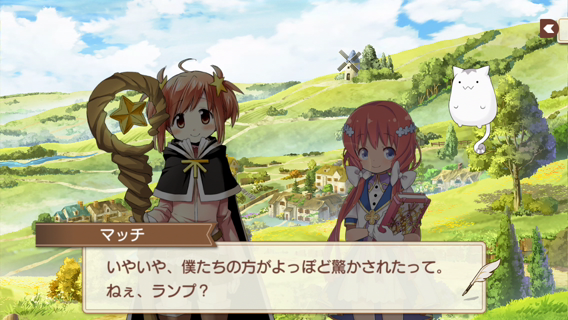 マッチ
いやいや、僕たちの方がよっぽど驚かされたって。
ねぇ、ランプ？